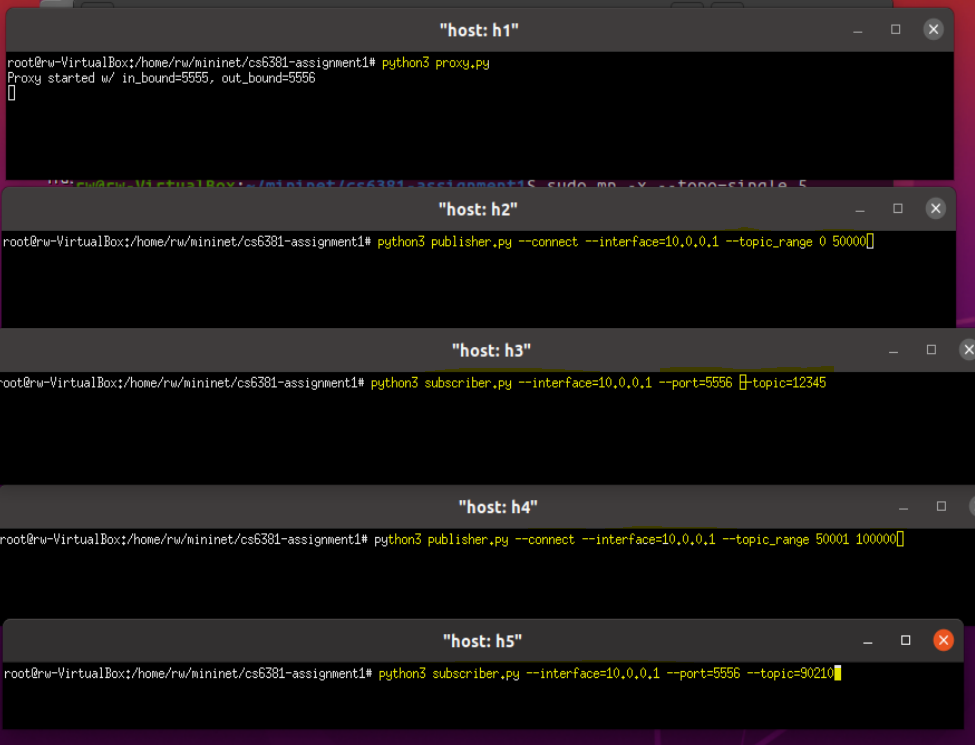 "host: h1"
root@rw-VirtualBox:/home/rw/mininet/cs6381-assignment1# python3 proxy.py
Proxy started w/ in_bound=5555, out_bound=5556
rw@rw-VirtualBox:~/mininet/cs6381-assignment1$ sudo mn -x --topo=single,5
"host: h2"
root@rw-VirtualBox:/home/rw/mininet/cs6381-assignment1# python3 publisher.py --connect --interface=10.0.0.1 --topic_range 0 50000
"host: h3"
root@rw-VirtualBox:/home/rw/mininet/cs6381-assignment1# python3 subscriber.py --interface=10.0.0.1 --port=5556 --topic=12345
"host: h4"
root@rw-VirtualBox:/home/rw/mininet/cs6381-assignment1# python3 publisher.py --connect --interface=10.0.0.1 --topic_range 50001 100000
"host: h5"
root@rw-VirtualBox:/home/rw/mininet/cs6381-assignment1# python3 subscriber.py --interface=10.0.0.1 --port=5556 --topic=90210